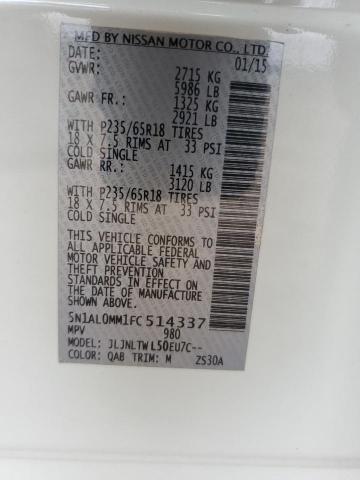 MFD BY NISSAN MOTOR CO., LTD
DATE: 01/15
GVWR: 2715 KG
5986 LB
GAWR FR.: 1325 KG
2921 LB
WITH P235/65R18 TIRES
18 X 7.5 RIMS AT 33 PSI
COLD SINGLE
GAWR RR.: 1415 KG
3120 LB
WITH P235/65R18 TIRES
18 X 7.5 RIMS AT 33 PSI
COLD SINGLE
THIS VEHICLE CONFORMS TO
ALL APPLICABLE FEDERAL
MOTOR VEHICLE SAFETY AND
THEFT PREVENTION
STANDARDS IN EFFECT ON
THE DATE OF MANUFACTURE
SHOWN ABOVE.
5N1AL0MM1FC514337
MPV 980
MODEL: JLJNLTWL50EU7C--
COLOR: QAB TRIM: M ZS30A